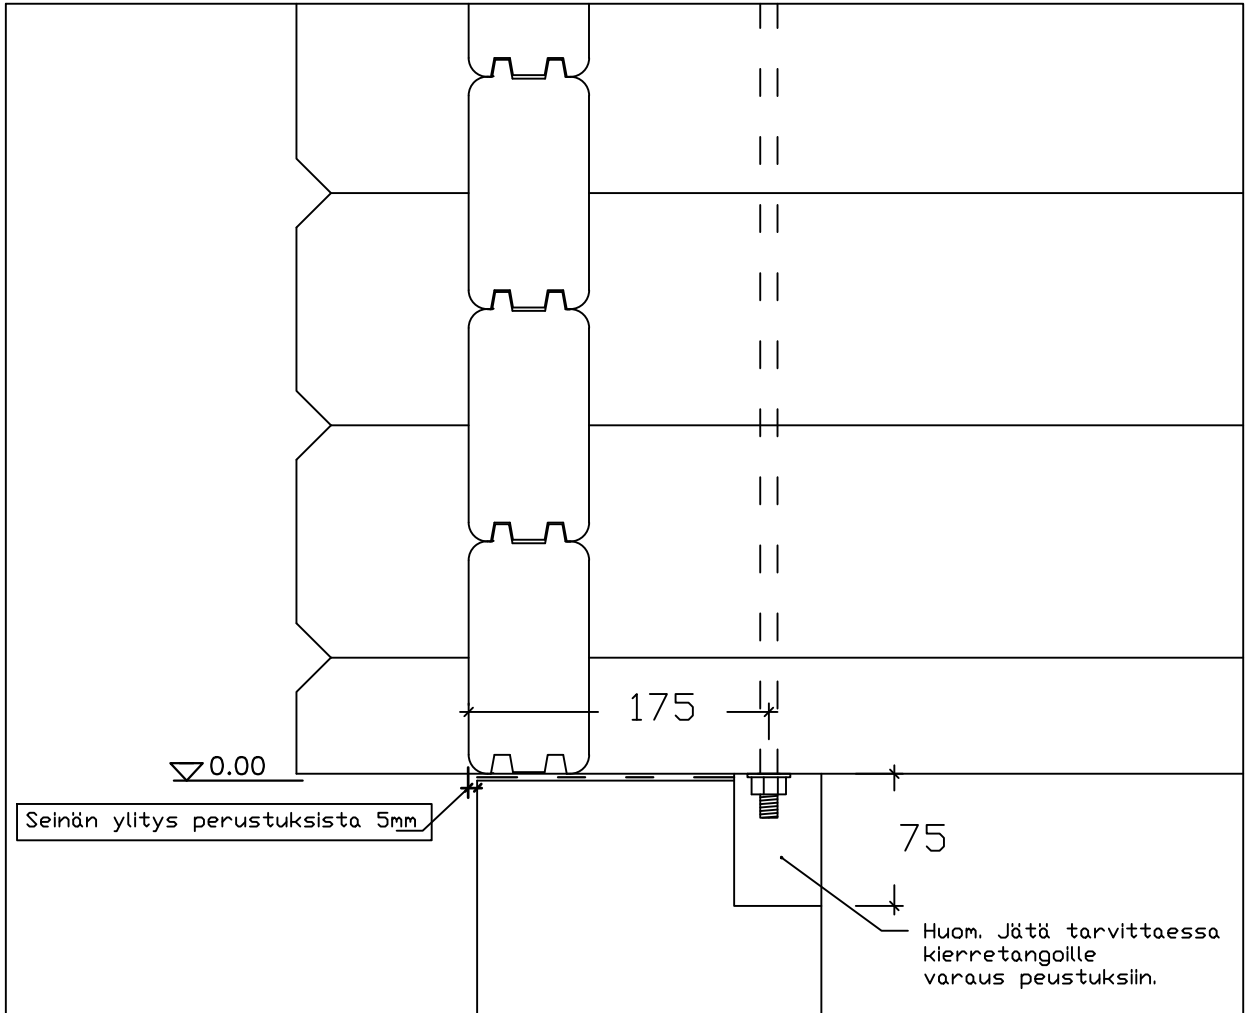 175
0.00
Seinän ylitys perustuksista 5mm
75
Huom. Jätä tarvittaessa
kierretangoille
varaus peustuksiin.